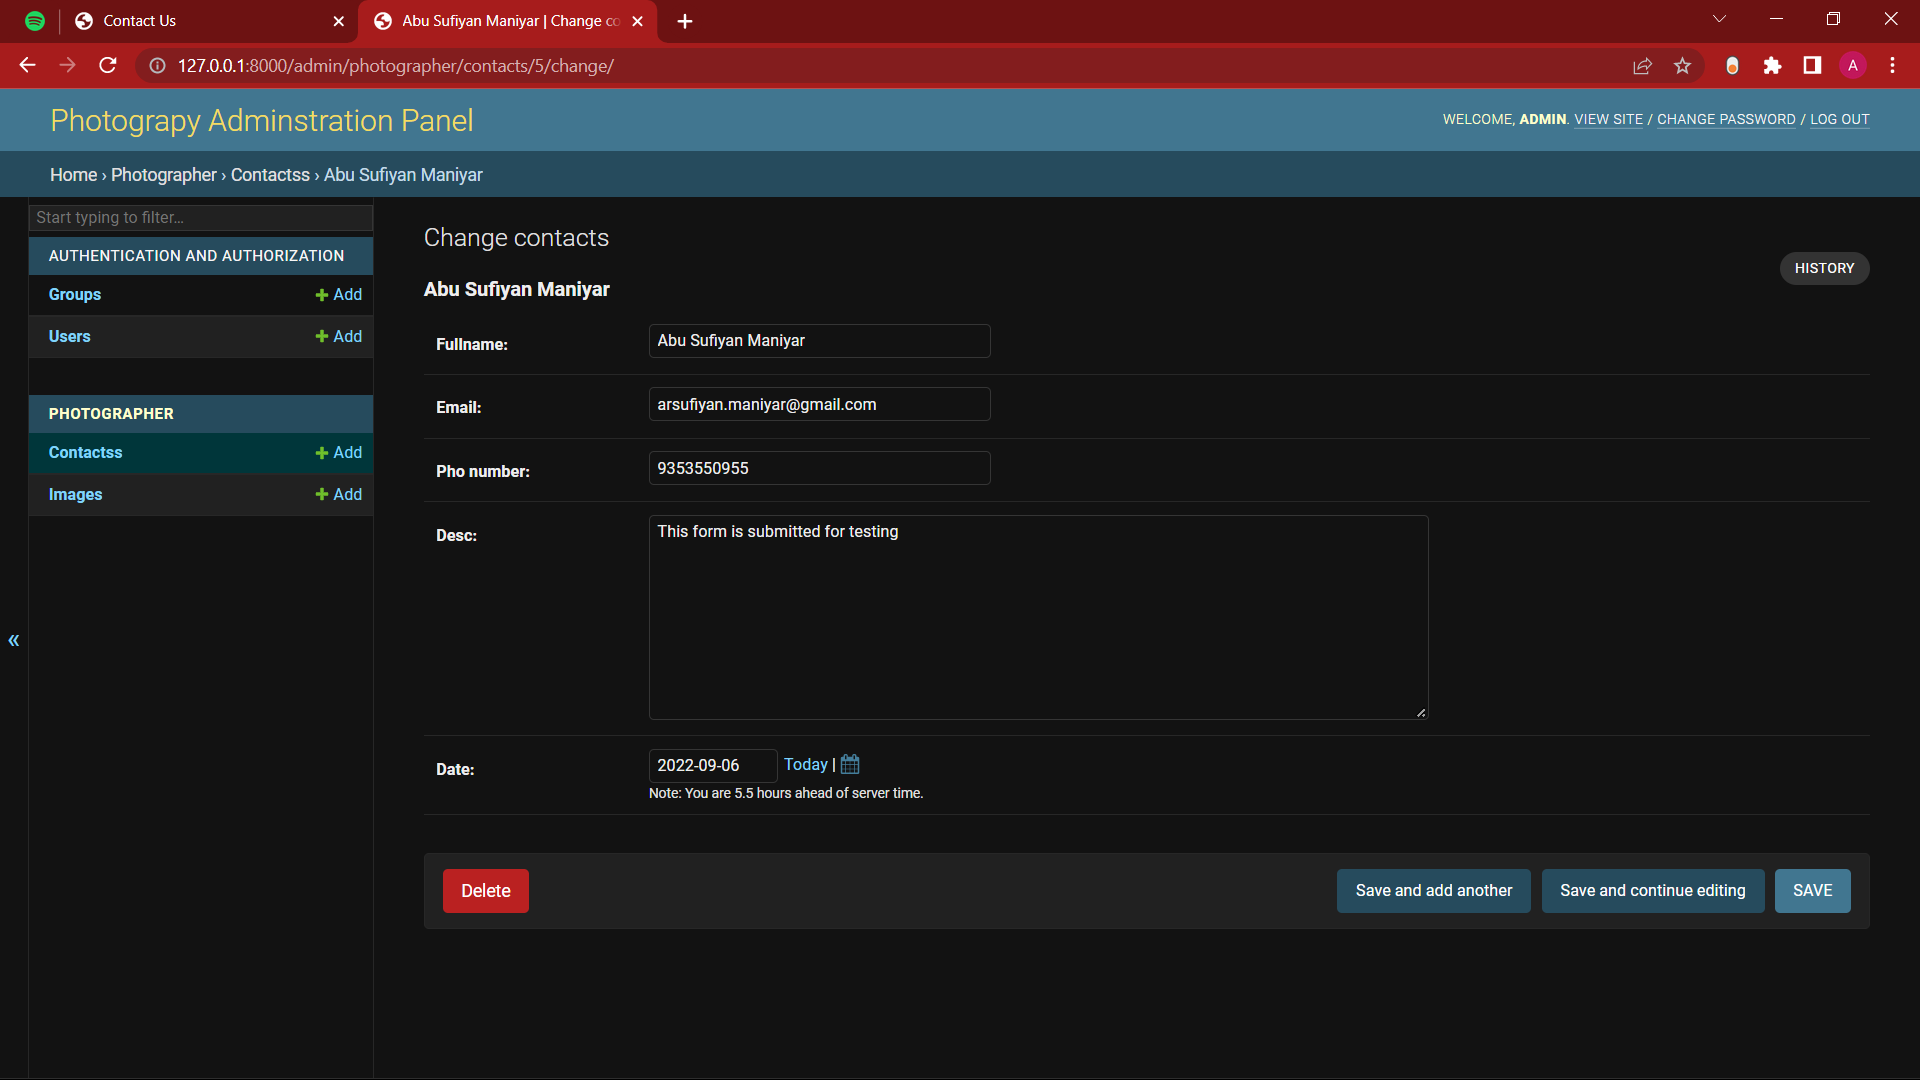 Contact Us
Abu Sufiyan Maniyar | Change co
127.0.0.1:8000/admin/photographer/contacts/5/change/
A
Photograpy Adminstration Panel
WELCOME, ADMIN. VIEW SITE / CHANGE PASSWORD / LOG OUT
Home › Photographer › Contactss › Abu Sufiyan Maniyar
Start typing to filter...
AUTHENTICATION AND AUTHORIZATION
Groups + Add
Users + Add
PHOTOGRAPHER
Contactss + Add
Images + Add
«
Change contacts
HISTORY
Abu Sufiyan Maniyar
Fullname: Abu Sufiyan Maniyar
Email: arsufiyan.maniyar@gmail.com
Pho number: 9353550955
Desc: This form is submitted for testing
Date: 2022-09-06 Today |
Note: You are 5.5 hours ahead of server time.
Delete Save and add another Save and continue editing SAVE